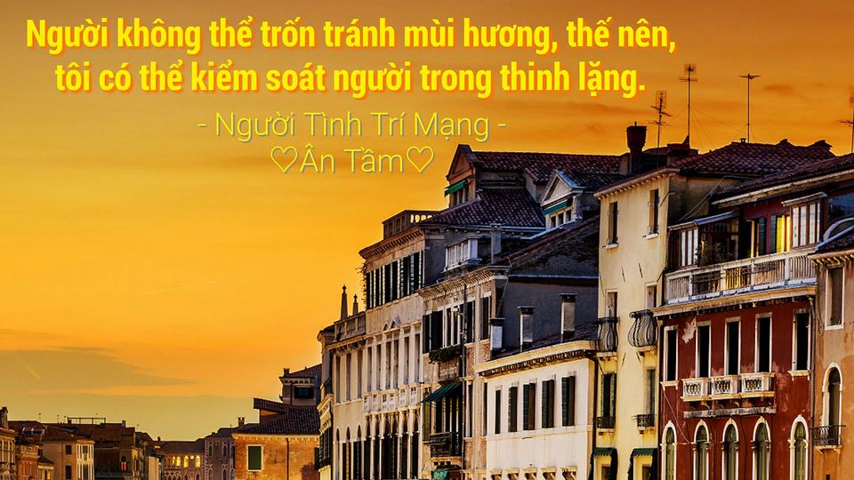 Người không thể trốn tránh mùi hương, thế nên,
tôi có thể kiểm soát người trong thinh lặng.
- Người Tình Trí Mạng -
♡Ân Tầm♡